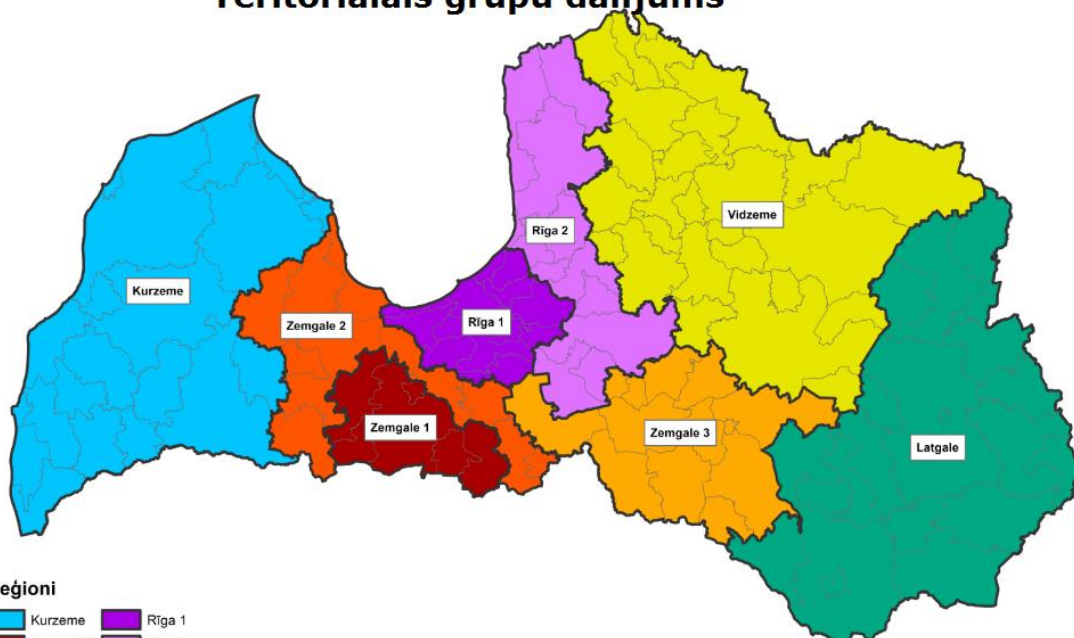 Teritoriālais grupu dalījums
Vidzeme
Rīga 2
Kurzeme
Rīga 1
Zemgale 2
Zemgale 1
Zemgale 3
Latgale
eģioni
Kurzeme Rīga 1